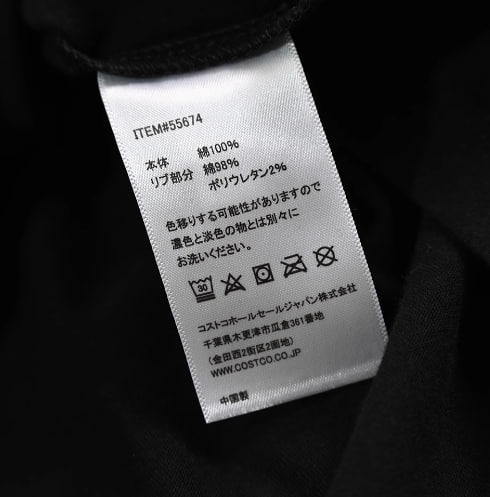 ITEM#55674
本体 綿100%
リブ部分 綿98%
ポリウレタン2%
色移りする可能性がありますので
濃色と淡色の物とは別々に
お洗いください。
30
コストコホールセールジャパン株式会社
千葉県木更津市瓜倉361番地
(金田西2街区2画地)
WWW.COSTCO.CO.JP
中国製